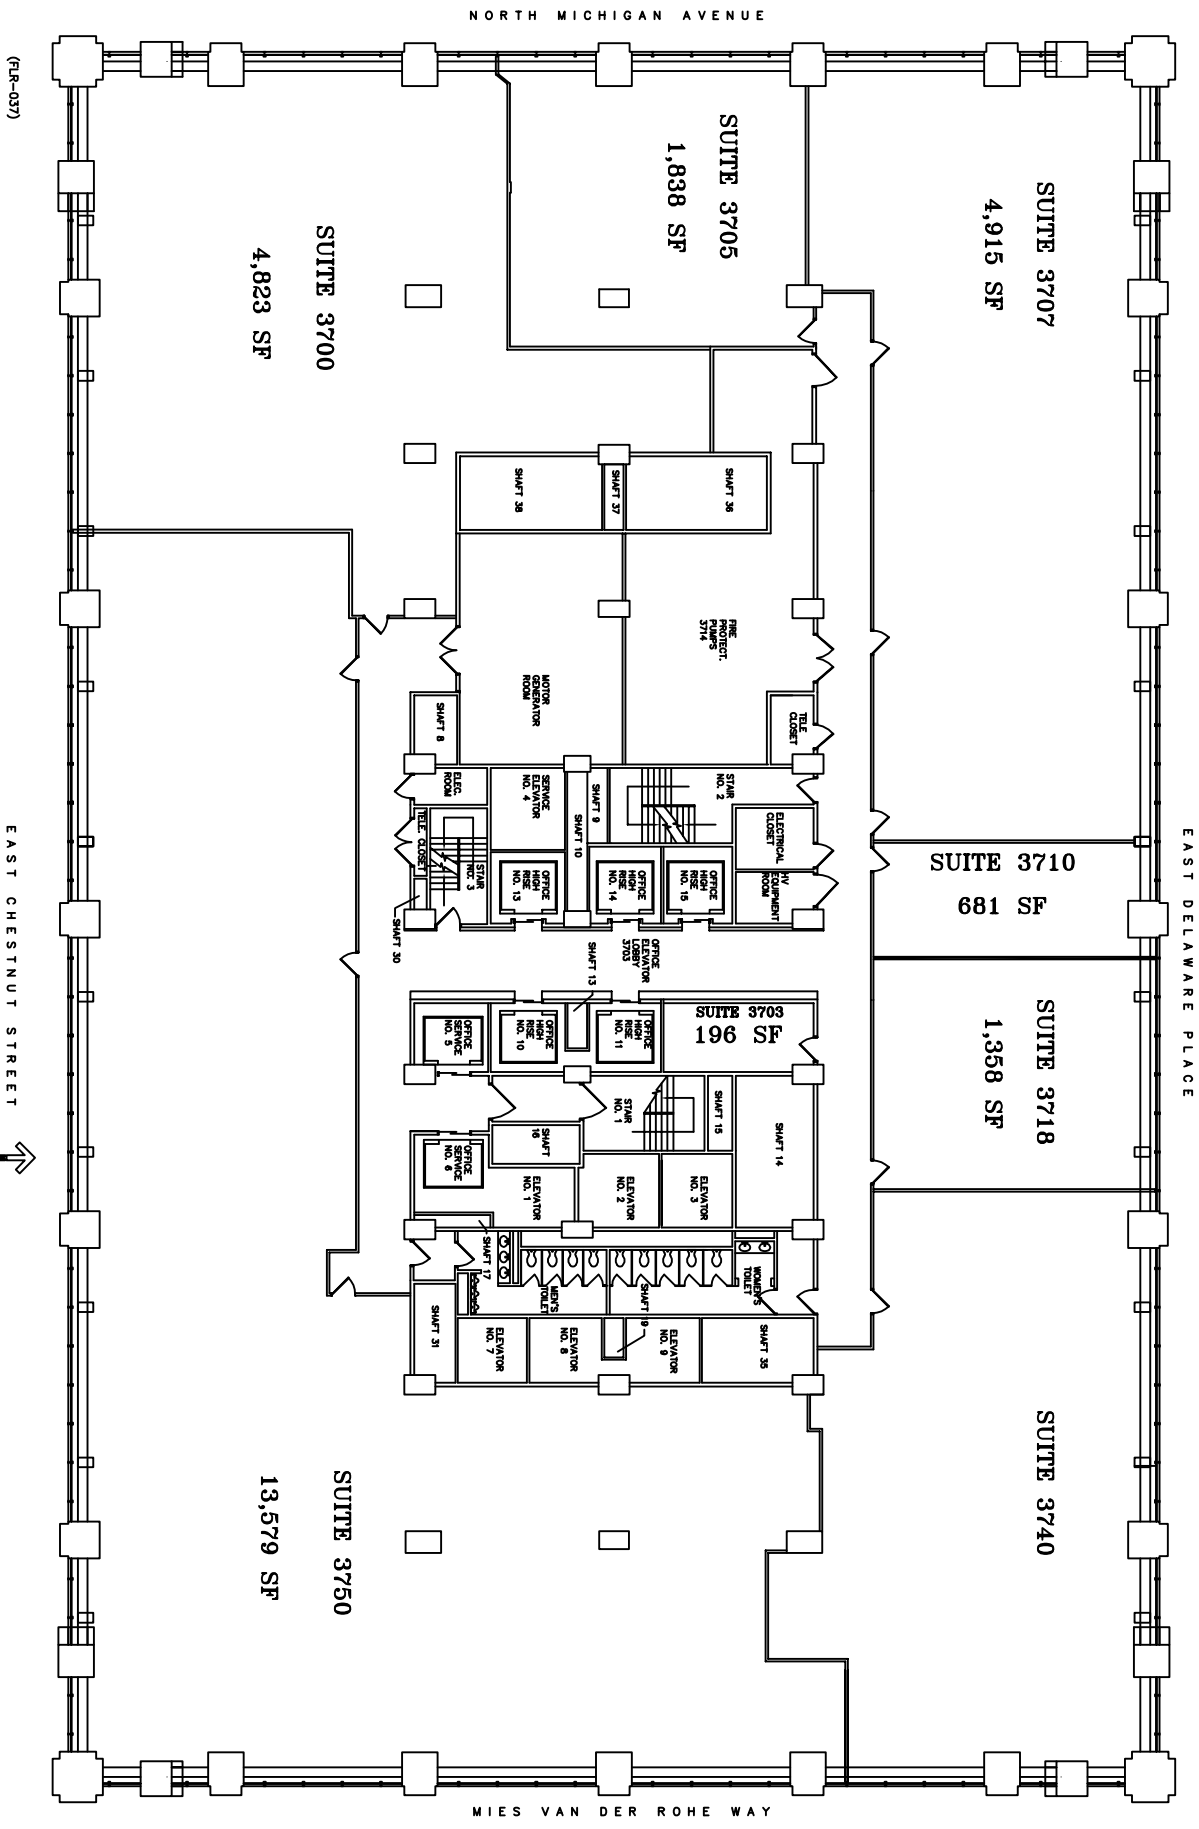 NORTH MICHIGAN AVENUE
(FLR-037)
SUITE 3707
4,915 SF
SUITE 3705
1,838 SF
SUITE 3700
4,823 SF
SHAFT 36
SHAFT 37
SHAFT 38
FIRE
PROTECT.
PUMPS
3714
MOTOR
GENERATOR
ROOM
TELE
CLOSET
SHAFT 8
STAIR
NO. 2
SHAFT 9
SHAFT 10
SERVICE
ELEVATOR
NO. 4
ELEC.
ROOM
ELECTRICAL
CLOSET
TELE. CLOSET
STAIR
NO. 3
HV
EQUIPMENT
ROOM
OFFICE
HIGH
RISE
NO. 15
OFFICE
HIGH
RISE
NO. 14
OFFICE
HIGH
RISE
NO. 13
SHAFT 30
OFFICE
ELEVATOR
LOBBY
3703
SHAFT 13
SUITE 3710
681 SF
EAST DELAWARE PLACE
EAST CHESTNUT STREET
SUITE 3703
196 SF
OFFICE
HIGH
RISE
NO. 11
OFFICE
HIGH
RISE
NO. 10
OFFICE
SERVICE
NO. 5
SUITE 3718
1,358 SF
STAIR
NO. 1
SHAFT 15
SHAFT 14
SHAFT
16
OFFICE
SERVICE
NO. 6
ELEVATOR
NO. 1
ELEVATOR
NO. 2
ELEVATOR
NO. 3
SHAFT 17
MEN'S
TOILET
WOMEN'S
TOILET
SHAFT 19
SHAFT 31
ELEVATOR
NO. 7
ELEVATOR
NO. 8
ELEVATOR
NO. 9
SHAFT 35
SUITE 3740
SUITE 3750
13,579 SF
MIES VAN DER ROHE WAY